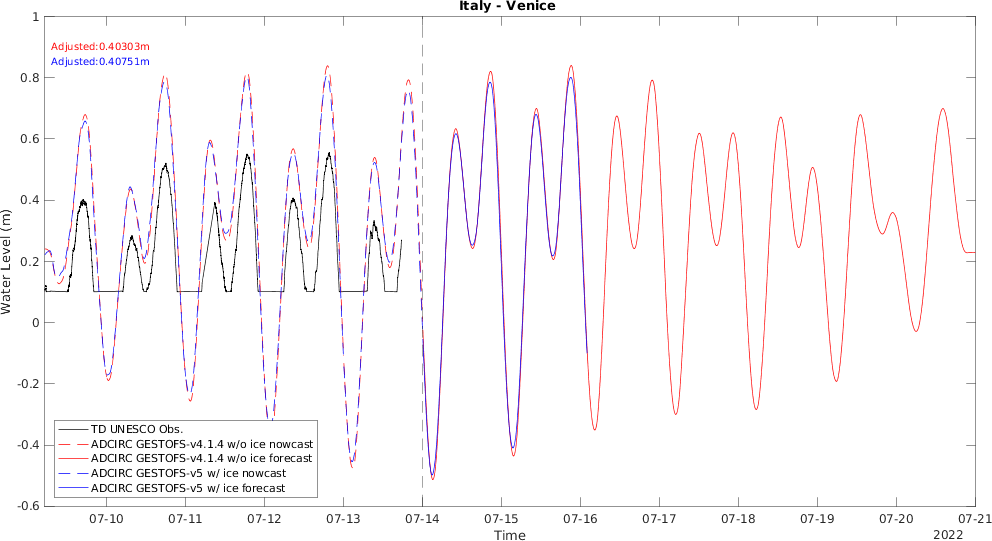 Italy - Venice
Adjusted:0.40303m
Adjusted:0.40751m
Water Level (m)
1
0.8
0.6
0.4
0.2
0
-0.2
-0.4
-0.6
TD UNESCO Obs.
ADCIRC GESTOFS-v4.1.4 w/o ice nowcast
ADCIRC GESTOFS-v4.1.4 w/o ice forecast
ADCIRC GESTOFS-v5 w/ ice nowcast
ADCIRC GESTOFS-v5 w/ ice forecast
07-10 07-11 07-12 07-13 07-14 07-15 07-16 07-17 07-18 07-19 07-20 07-21
Time
2022